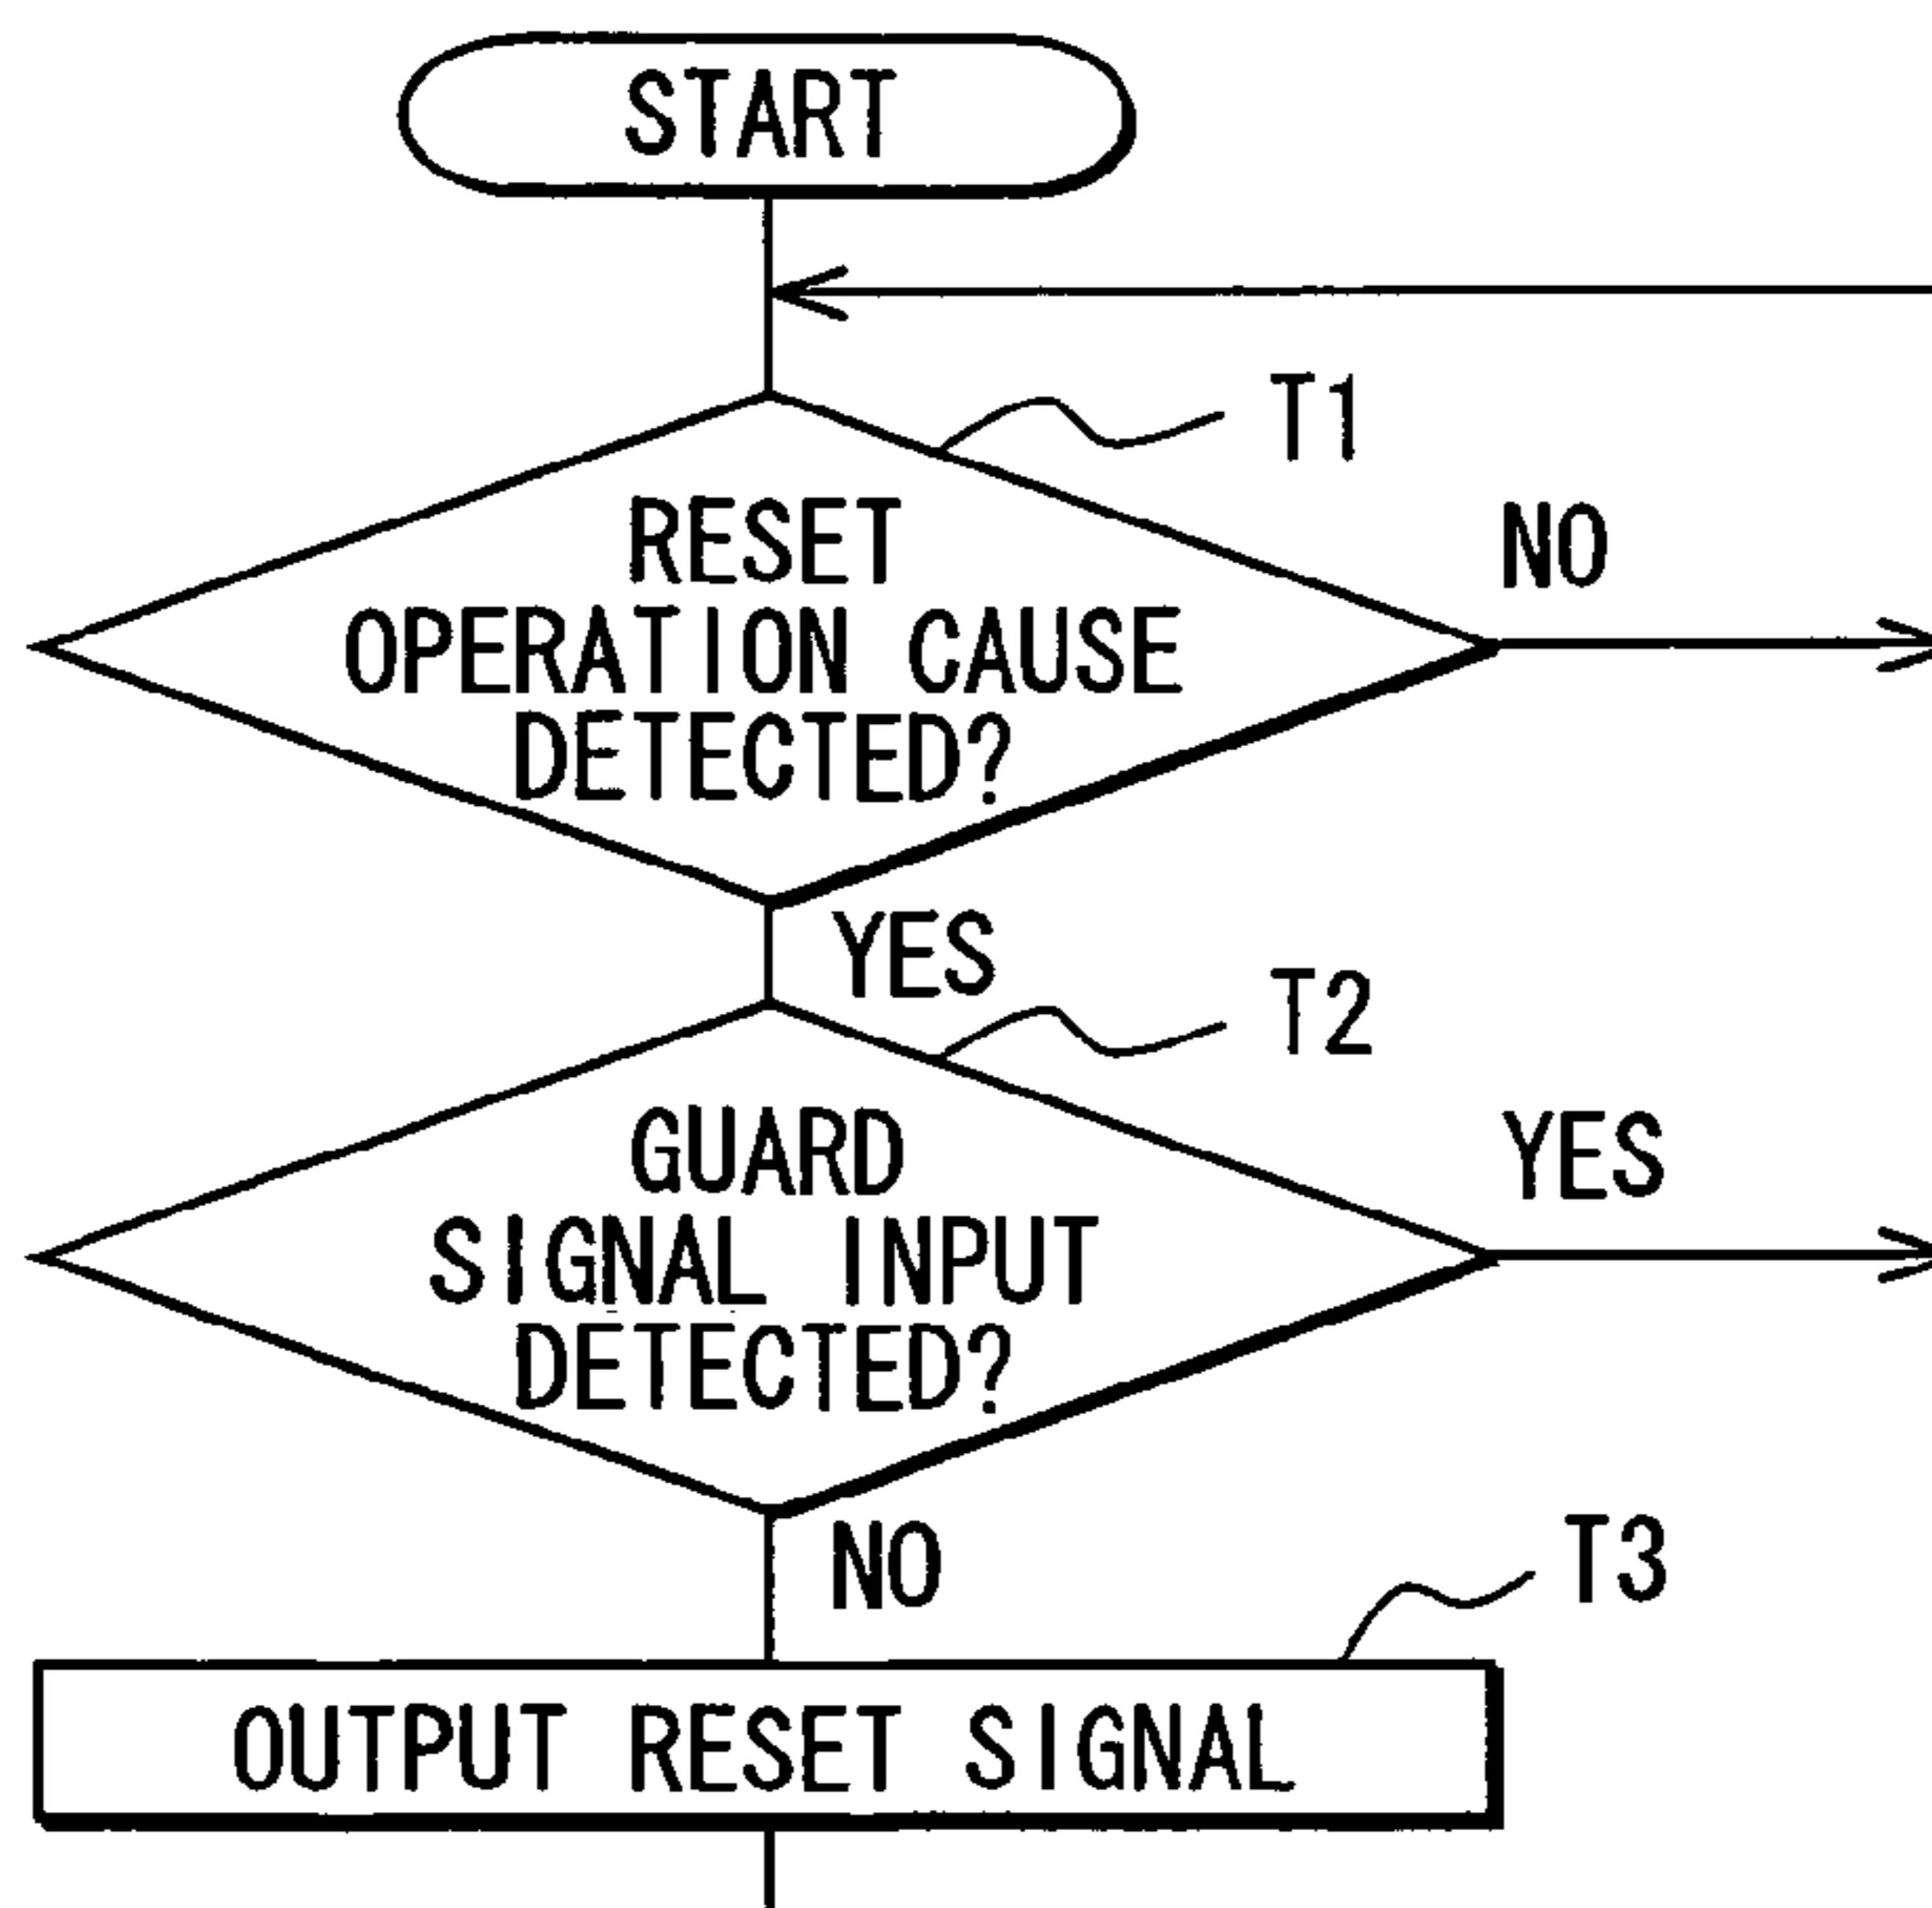 START
T1
RESET
OPERATION CAUSE
DETECTED?
NO
YES
T2
GUARD
SIGNAL INPUT
DETECTED?
YES
NO
T3
OUTPUT RESET SIGNAL